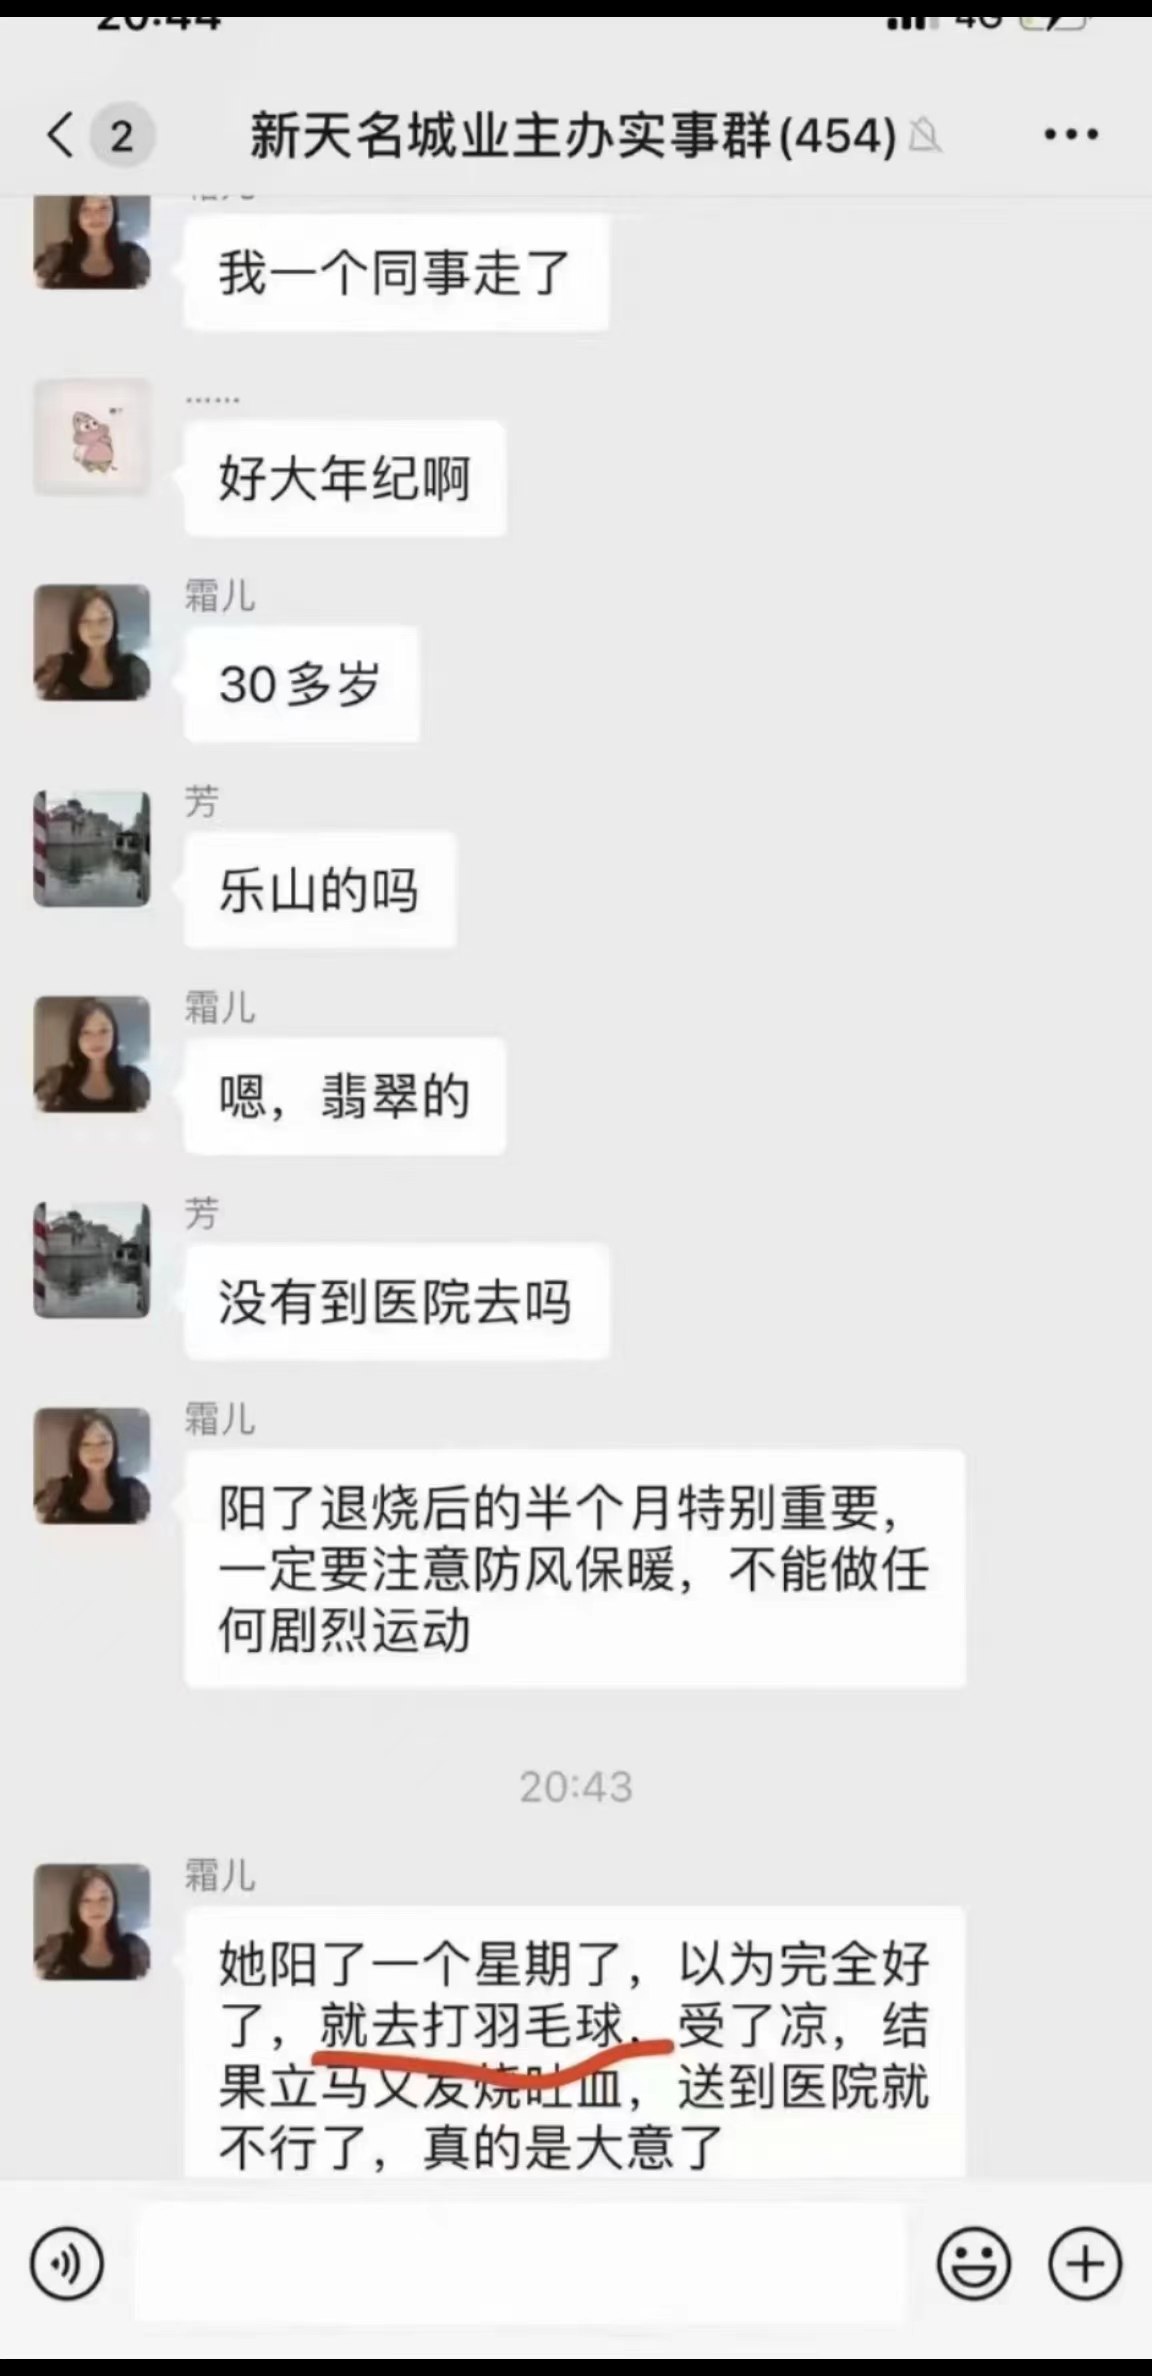 20:44
4G
2
新天名城业主办实事群(454)
我一个同事走了
……
好大年纪啊
霜儿
30多岁
芳
乐山的吗
霜儿
嗯，翡翠的
芳
没有到医院去吗
霜儿
阳了退烧后的半个月特别重要，
一定要注意防风保暖，不能做任
何剧烈运动
20:43
霜儿
她阳了一个星期了，以为完全好
了，就去打羽毛球，受了凉，结
果立马又发烧吐血，送到医院就
不行了，真的是大意了